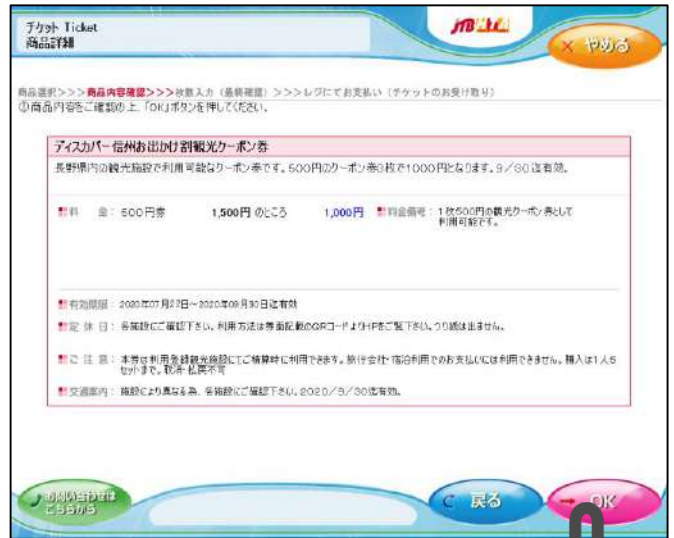 チケット Ticket
商品詳細
× やめる
商品選択>>>商品内容確認>>>枚数入力（最終確認）>>>レジにてお支払い（チケットのお受け取り）
①商品内容をご確認の上、「OK」ボタンを押してください。
ディスカバー信州お出かけ割観光クーポン券
長野県内の観光施設で利用可能なクーポン券です。500円のクーポン券3枚で1000円となります。9/30迄有効。
料 金：500円券 1,500円 のところ 1,000円 料金備考：1枚500円の観光クーポン券として
利用可能です。
有効期限：2020年07月22日～2020年09月30日迄有効
定 休 日：各施設にご確認下さい。利用方法は券面記載のQRコードよりHPをご覧下さい。つり銭は出ません。
ご 注 意：本券は利用登録観光施設にてご精算時に利用できます。旅行会社・宿泊利用でのお支払いには利用できません。購入は1人5
セットまで。取消・払戻不可
交通案内：施設により異なる為、各施設にご確認下さい。2020/9/30迄有効。
お問い合わせは
こちらから
戻る
→ OK